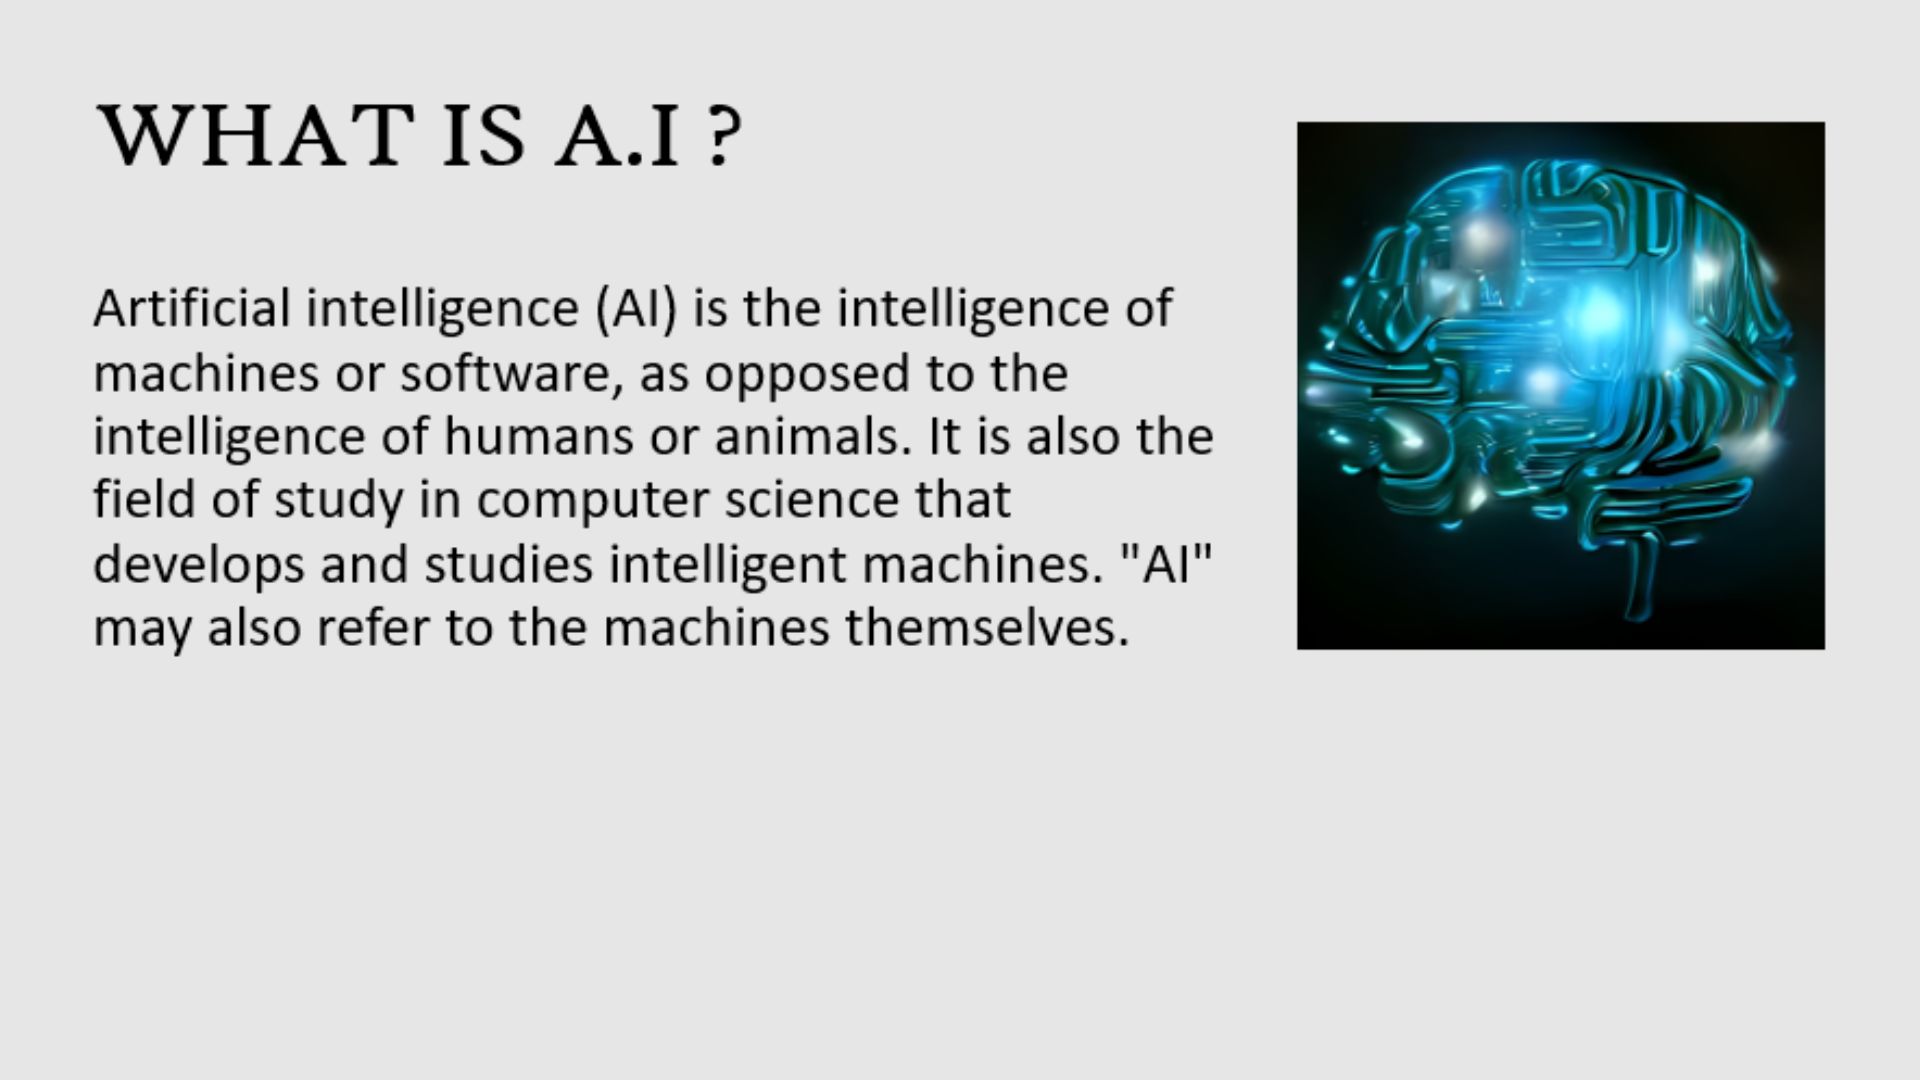 WHAT IS A.I ?
Artificial intelligence (AI) is the intelligence of
machines or software, as opposed to the
intelligence of humans or animals. It is also the
field of study in computer science that
develops and studies intelligent machines. "AI"
may also refer to the machines themselves.